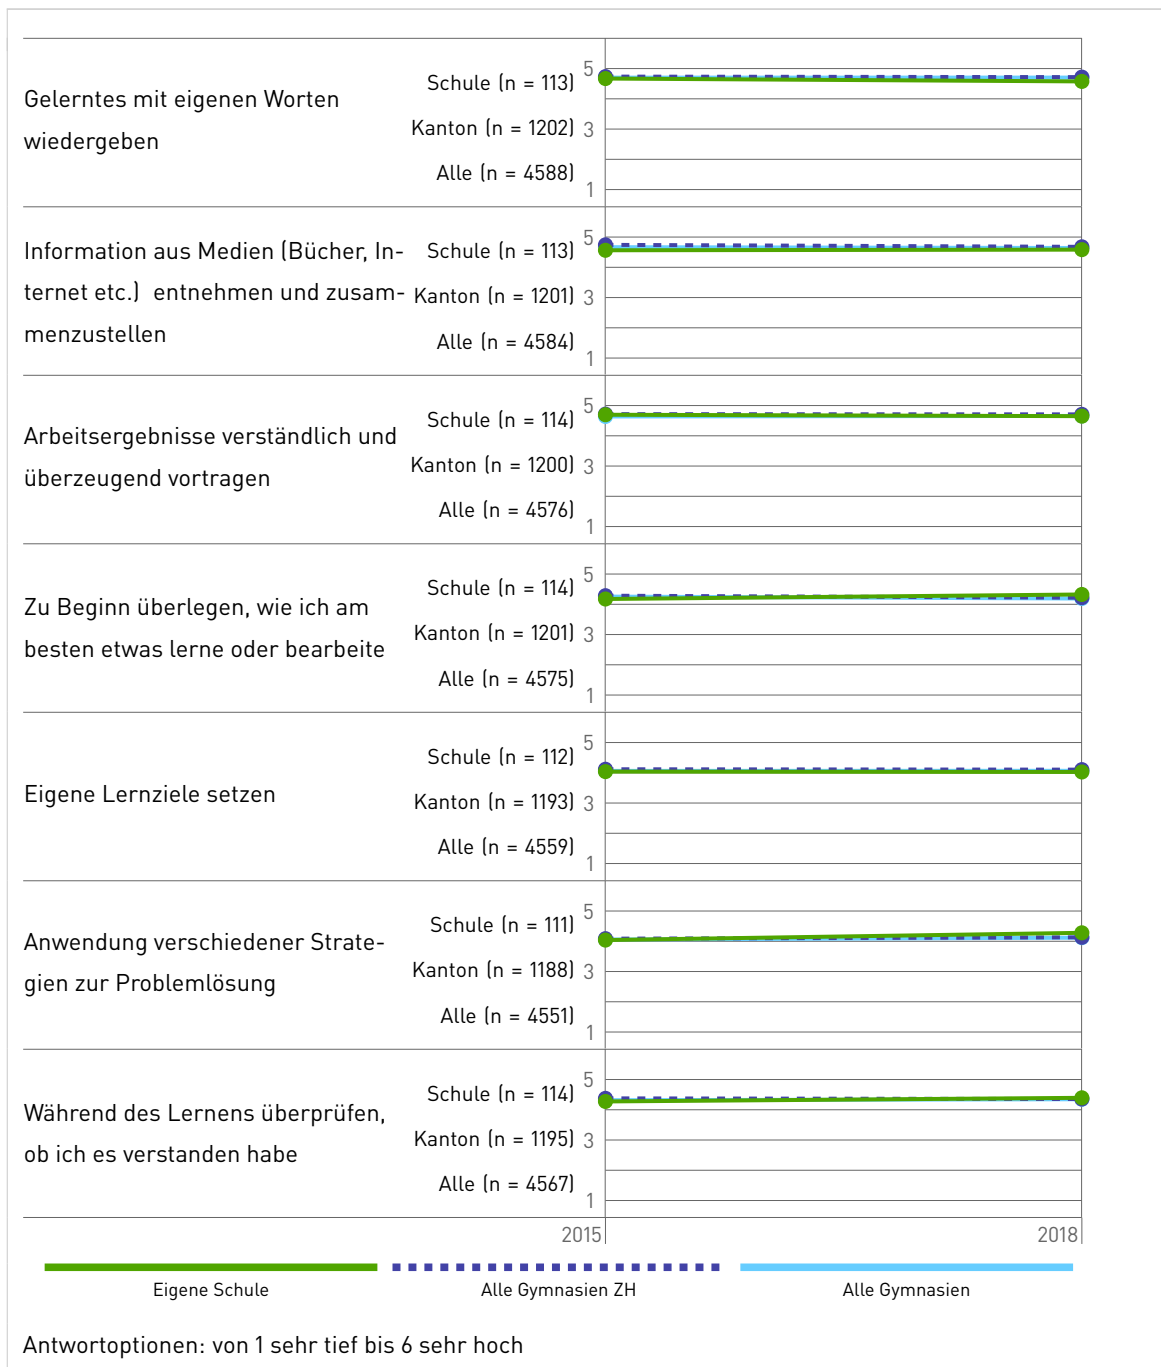 Gelerntes mit eigenen Worten
wiedergeben
Schule (n = 113)
Kanton (n = 1202)
Alle (n = 4588)
5
3
1
Information aus Medien (Bücher, In-
ternet etc.) entnehmen und zusam-
menzustellen
Schule (n = 113)
Kanton (n = 1201)
Alle (n = 4584)
5
3
1
Arbeitsergebnisse verständlich und
überzeugend vortragen
Schule (n = 114)
Kanton (n = 1200)
Alle (n = 4576)
5
3
1
Zu Beginn überlegen, wie ich am
besten etwas lerne oder bearbeite
Schule (n = 114)
Kanton (n = 1201)
Alle (n = 4575)
5
3
1
Eigene Lernziele setzen
Schule (n = 112)
Kanton (n = 1193)
Alle (n = 4559)
5
3
1
Anwendung verschiedener Strate-
gien zur Problemlösung
Schule (n = 111)
Kanton (n = 1188)
Alle (n = 4551)
5
3
1
Während des Lernens überprüfen,
ob ich es verstanden habe
Schule (n = 114)
Kanton (n = 1195)
Alle (n = 4567)
5
3
1
2015 2018
Eigene Schule Alle Gymnasien ZH Alle Gymnasien
Antwortoptionen: von 1 sehr tief bis 6 sehr hoch